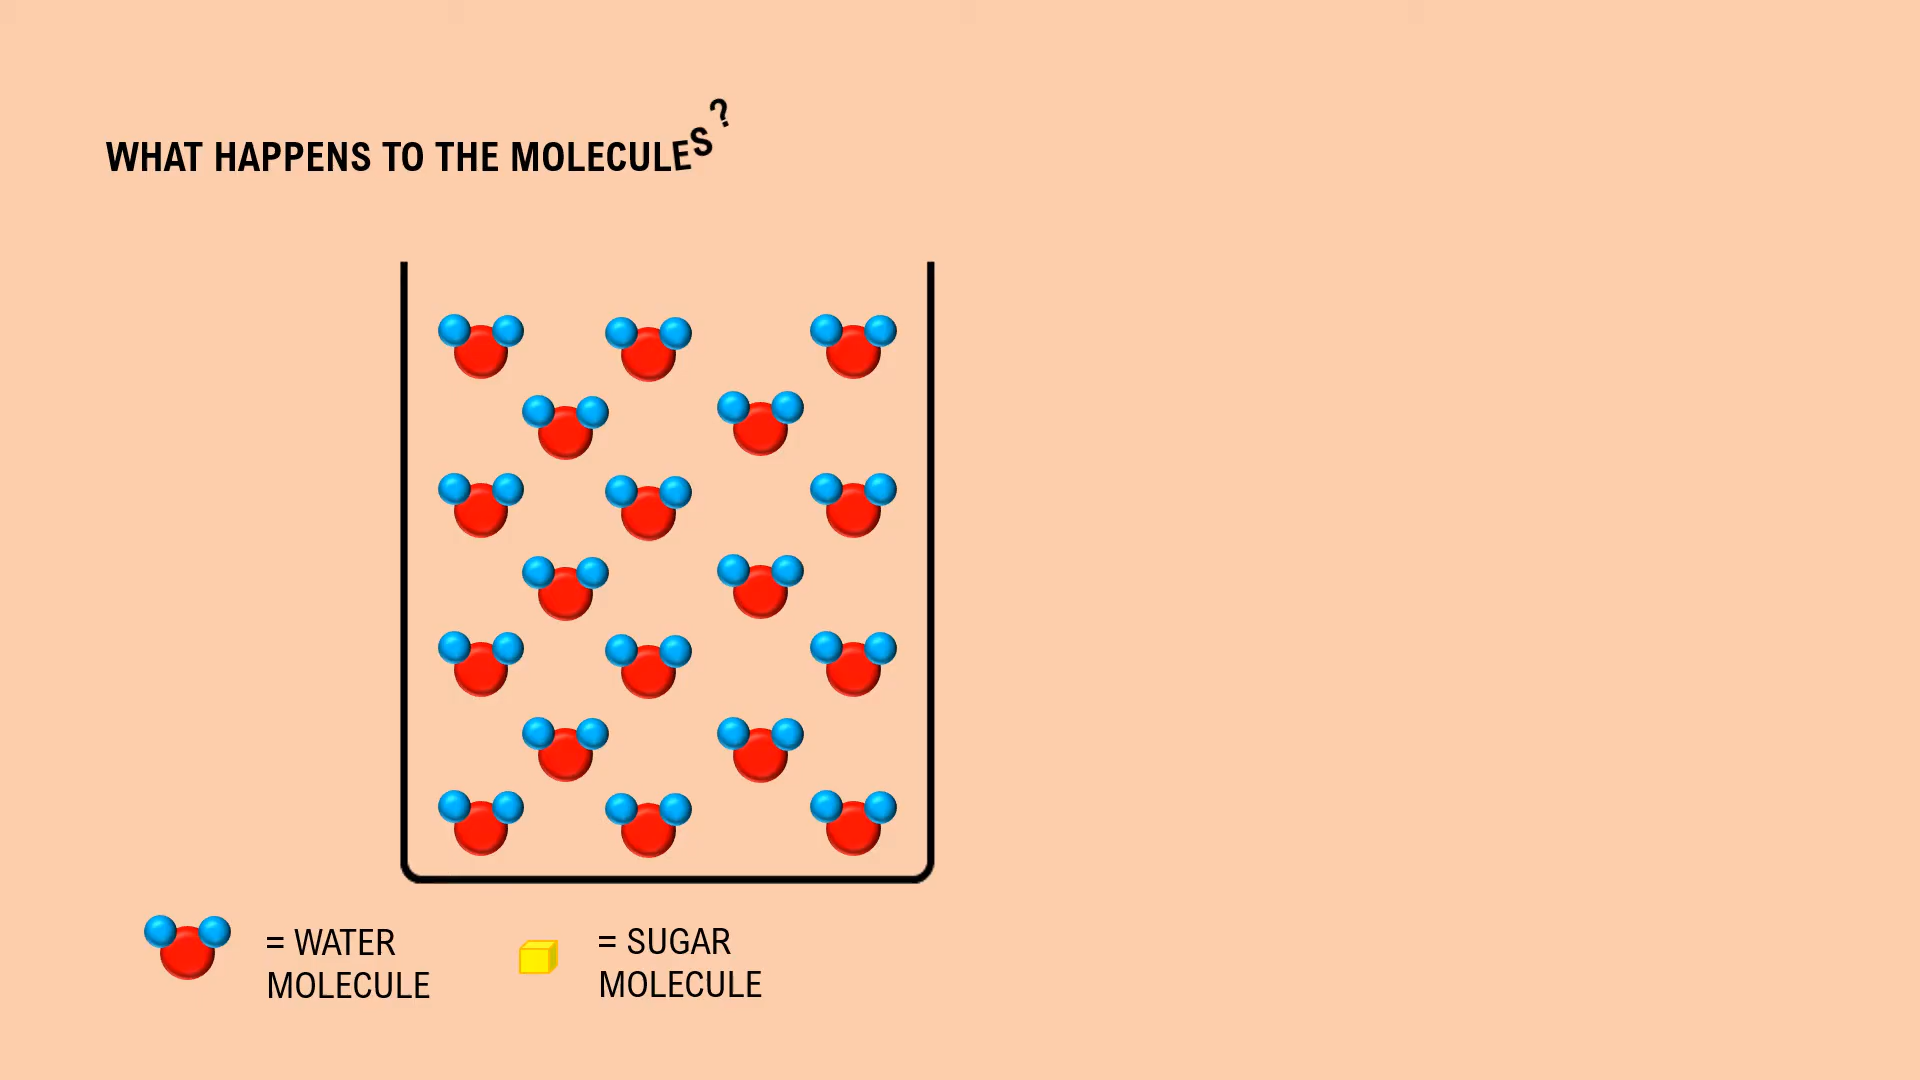 WHAT HAPPENS TO THE MOLECULES?
= WATER
MOLECULE
= SUGAR
MOLECULE